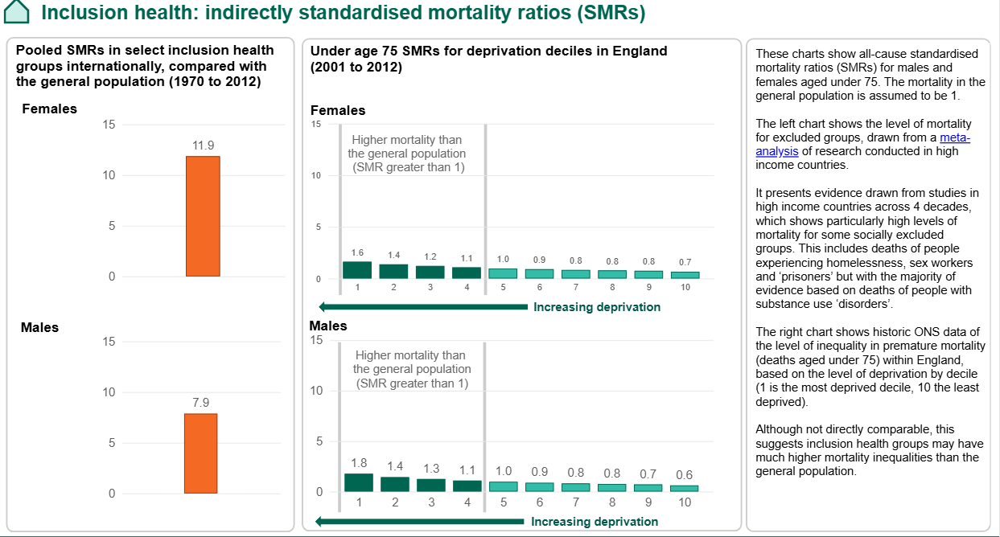 Inclusion health: indirectly standardised mortality ratios (SMRs)
Pooled SMRs in select inclusion health
groups internationally, compared with
the general population (1970 to 2012)
Females
15
11.9
10
5
0
Males
15
10
7.9
5
0
Under age 75 SMRs for deprivation deciles in England
(2001 to 2012)
Females
15
Higher mortality than
the general population
(SMR greater than 1)
10
5
1.6 1.4 1.2 1.1 1.0 0.9 0.8 0.8 0.8 0.7
0
1 2 3 4 5 6 7 8 9 10
Increasing deprivation
Males
15
Higher mortality than
the general population
(SMR greater than 1)
10
5
1.8 1.4 1.3 1.1 1.0 0.9 0.8 0.8 0.7 0.6
0
1 2 3 4 5 6 7 8 9 10
Increasing deprivation
These charts show all-cause standardised
mortality ratios (SMRs) for males and
females aged under 75. The mortality in the
general population is assumed to be 1.
The left chart shows the level of mortality
for excluded groups, drawn from a meta-
analysis of research conducted in high
income countries.
It presents evidence drawn from studies in
high income countries across 4 decades,
which shows particularly high levels of
mortality for some socially excluded
groups. This includes deaths of people
experiencing homelessness, sex workers
and ‘prisoners’ but with the majority of
evidence based on deaths of people with
substance use ‘disorders’.
The right chart shows historic ONS data of
the level of inequality in premature mortality
(deaths aged under 75) within England,
based on the level of deprivation by decile
(1 is the most deprived decile, 10 the least
deprived).
Although not directly comparable, this
suggests inclusion health groups may have
much higher mortality inequalities than the
general population.